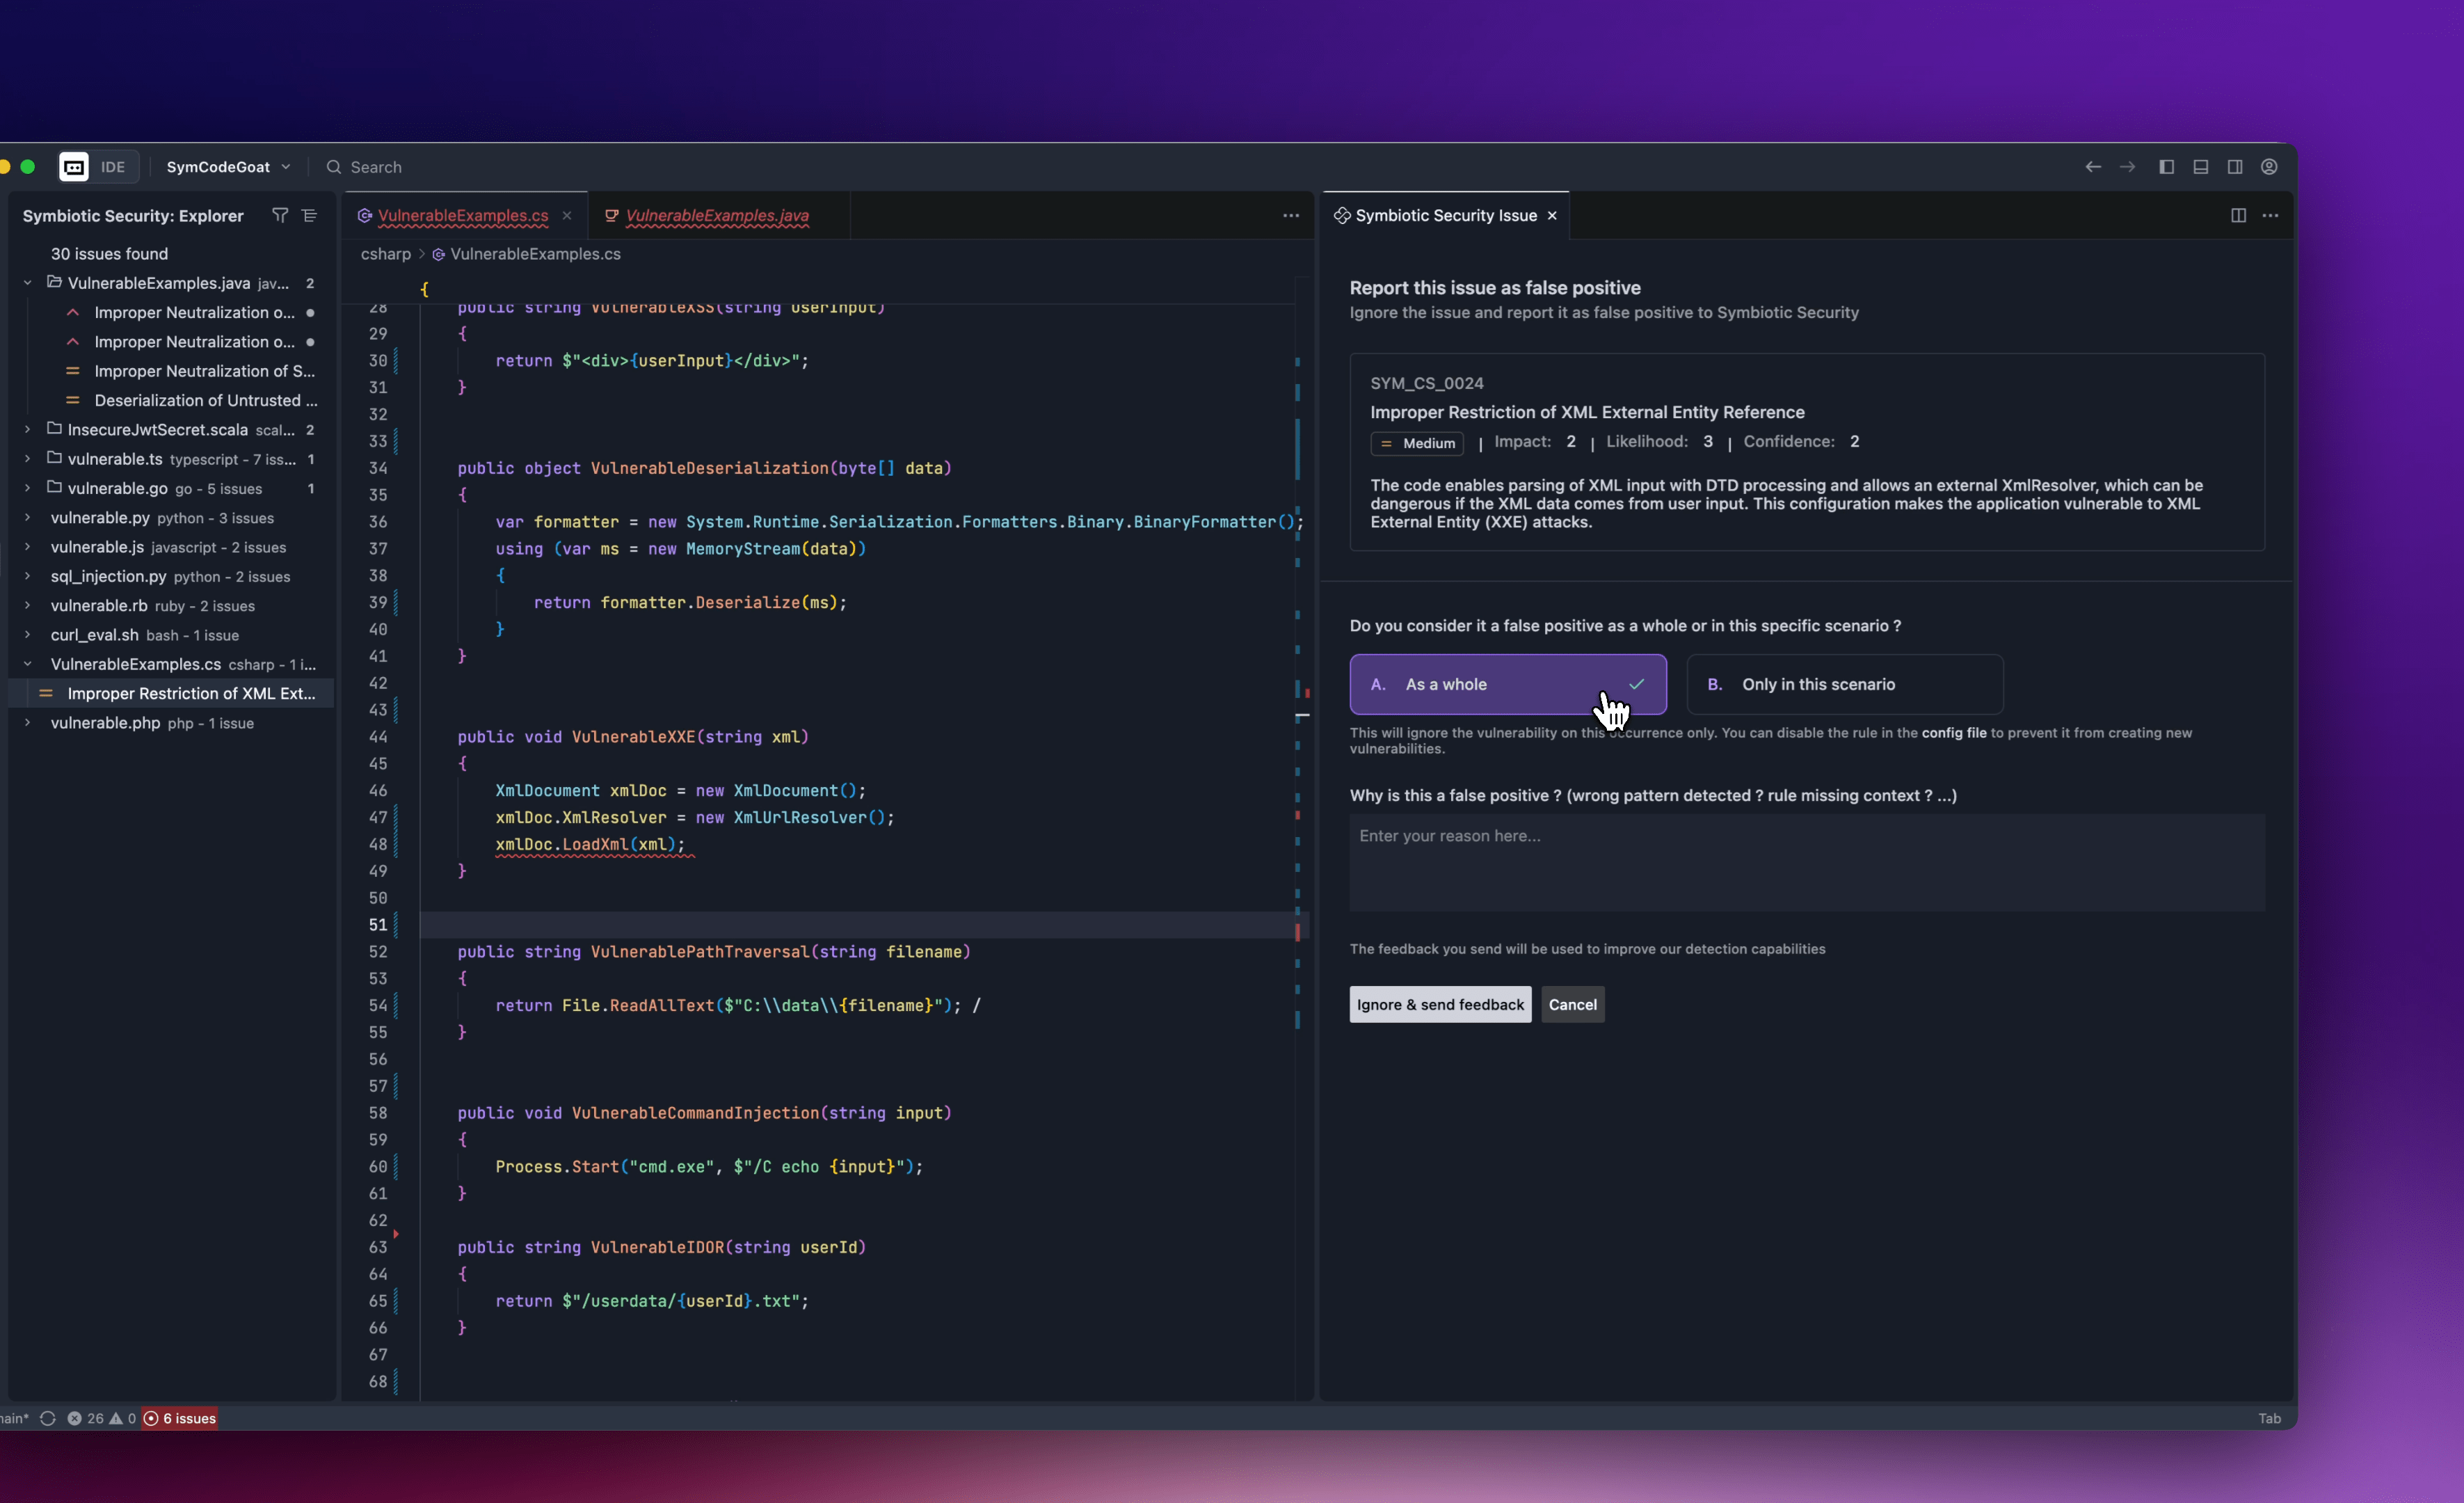 IDE
SymCodeGoat
Search
Symbiotic Security: Explorer
30 issues found
VulnerableExamples.java jav... 2
Improper Neutralization o...
Improper Neutralization o...
Improper Neutralization of S...
Deserialization of Untrusted ...
InsecureJwtSecret.scala scal... 2
vulnerable.ts typescript - 7 iss... 1
vulnerable.go go - 5 issues 1
vulnerable.py python - 3 issues
vulnerable.js javascript - 2 issues
sql_injection.py python - 2 issues
vulnerable.rb ruby - 2 issues
curl_eval.sh bash - 1 issue
VulnerableExamples.cs csharp - 1 i...
Improper Restriction of XML Ext...
vulnerable.php php - 1 issue
VulnerableExamples.cs
VulnerableExamples.java
csharp > VulnerableExamples.cs
{
28 public string VulnerableXSS(string userInput)
29 {
30 return $"<div>{userInput}</div>";
31 }
32
33
34 public object VulnerableDeserialization(byte[] data)
35 {
36 var formatter = new System.Runtime.Serialization.Formatters.Binary.BinaryFormatter();
37 using (var ms = new MemoryStream(data))
38 {
39 return formatter.Deserialize(ms);
40 }
41 }
42
43
44 public void VulnerableXXE(string xml)
45 {
46 XmlDocument xmlDoc = new XmlDocument();
47 xmlDoc.XmlResolver = new XmlUrlResolver();
48 xmlDoc.LoadXml(xml);
49 }
50
51
52 public string VulnerablePathTraversal(string filename)
53 {
54 return File.ReadAllText($"C:\\data\\{filename}"); /
55 }
56
57
58 public void VulnerableCommandInjection(string input)
59 {
60 Process.Start("cmd.exe", $"/C echo {input}");
61 }
62
63 public string VulnerableIDOR(string userId)
64 {
65 return $"/userdata/{userId}.txt";
66 }
67
68
Symbiotic Security Issue
Report this issue as false positive
Ignore the issue and report it as false positive to Symbiotic Security
SYM_CS_0024
Improper Restriction of XML External Entity Reference
Medium | Impact: 2 | Likelihood: 3 | Confidence: 2
The code enables parsing of XML input with DTD processing and allows an external XmlResolver, which can be
dangerous if the XML data comes from user input. This configuration makes the application vulnerable to XML
External Entity (XXE) attacks.
Do you consider it a false positive as a whole or in this specific scenario ?
A. As a whole
B. Only in this scenario
This will ignore the vulnerability on this occurrence only. You can disable the rule in the config file to prevent it from creating new
vulnerabilities.
Why is this a false positive ? (wrong pattern detected ? rule missing context ? ...)
Enter your reason here...
The feedback you send will be used to improve our detection capabilities
Ignore & send feedback
Cancel
nain* 26 0 6 issues
Tab